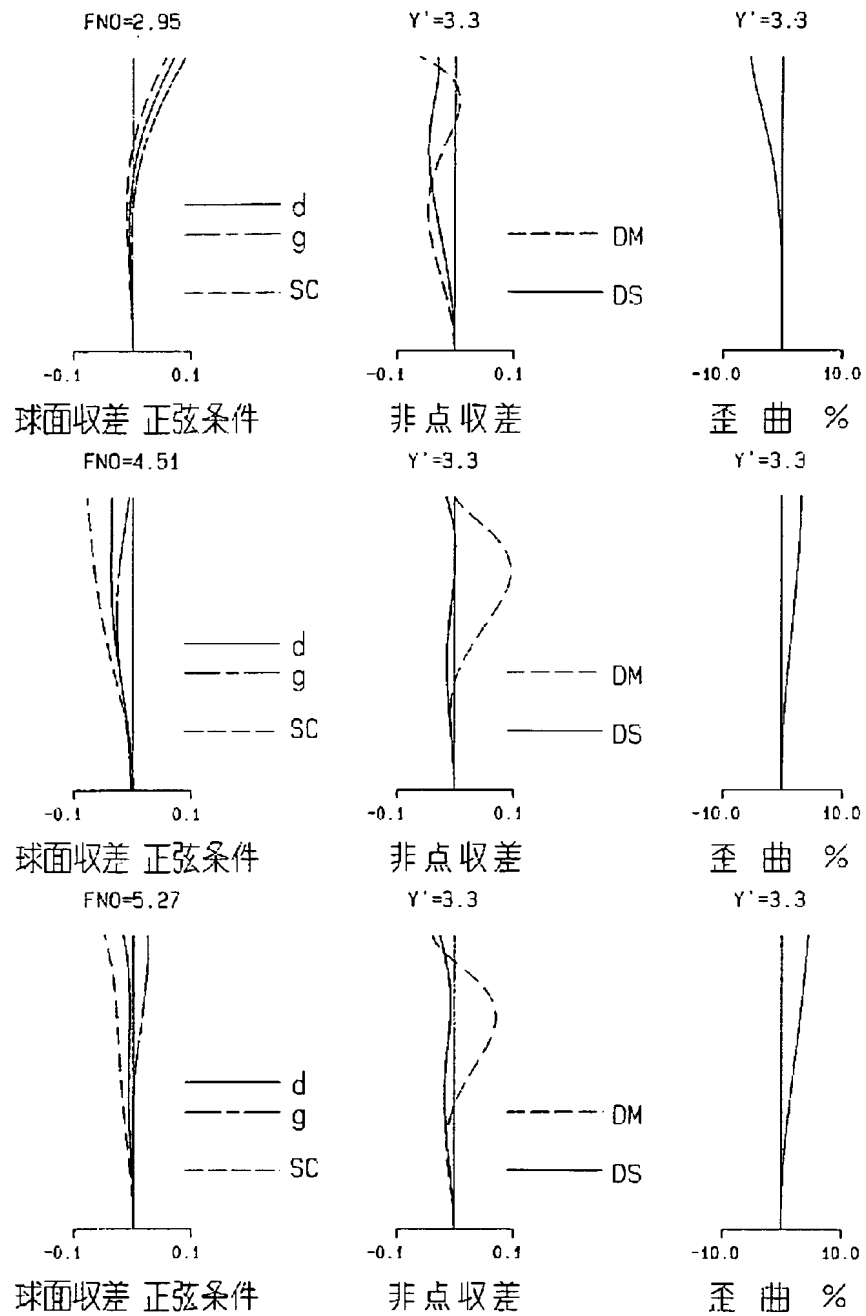 FNO=2.95 Y'=3.3 Y'=3.3
d
g DM
SC DS
-0.1 0.1 -0.1 0.1 -10.0 10.0
球面収差 正弦条件 非点収差 歪曲 %
FNO=4.51 Y'=3.3 Y'=3.3
d
g DM
SC DS
-0.1 0.1 -0.1 0.1 -10.0 10.0
球面収差 正弦条件 非点収差 歪曲 %
FNO=5.27 Y'=3.3 Y'=3.3
d
g DM
SC DS
-0.1 0.1 -0.1 0.1 -10.0 10.0
球面収差 正弦条件 非点収差 歪曲 %